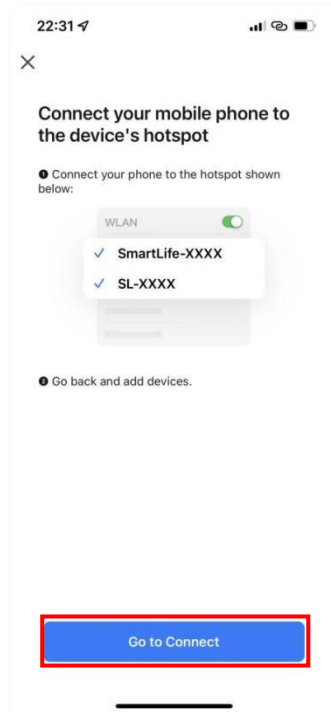 22:31
Connect your mobile phone to
the device's hotspot
❶ Connect your phone to the hotspot shown
below:
WLAN
✓ SmartLife-XXXX
✓ SL-XXXX
❷ Go back and add devices.
Go to Connect